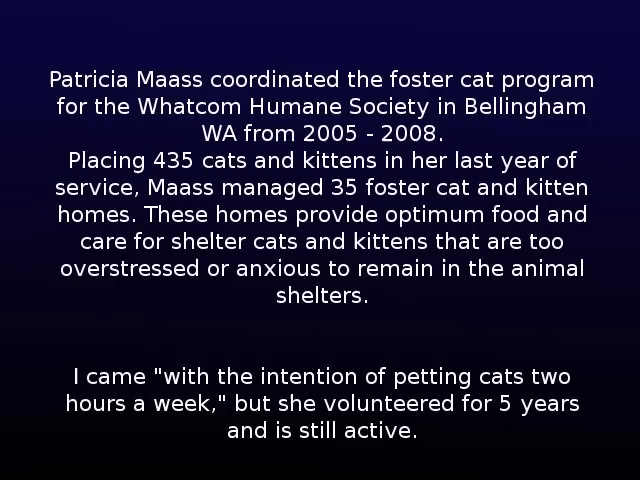 Patricia Maass coordinated the foster cat program
for the Whatcom Humane Society in Bellingham
WA from 2005 - 2008.
Placing 435 cats and kittens in her last year of
service, Maass managed 35 foster cat and kitten
homes. These homes provide optimum food and
care for shelter cats and kittens that are too
overstressed or anxious to remain in the animal
shelters.
I came "with the intention of petting cats two
hours a week," but she volunteered for 5 years
and is still active.